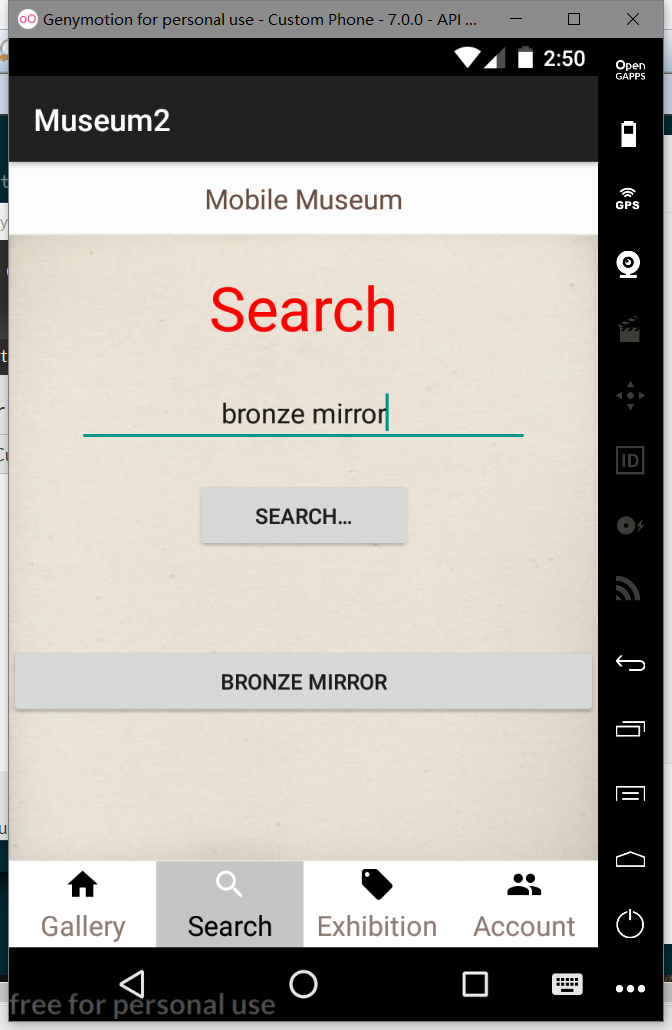 Genymotion for personal use - Custom Phone - 7.0.0 - API ...
2:50
Open
GAPPS
Museum2
GPS
Mobile Museum
Search
bronze mirror
SEARCH...
ID
BRONZE MIRROR
Gallery
Search
Exhibition
Account
free for personal use